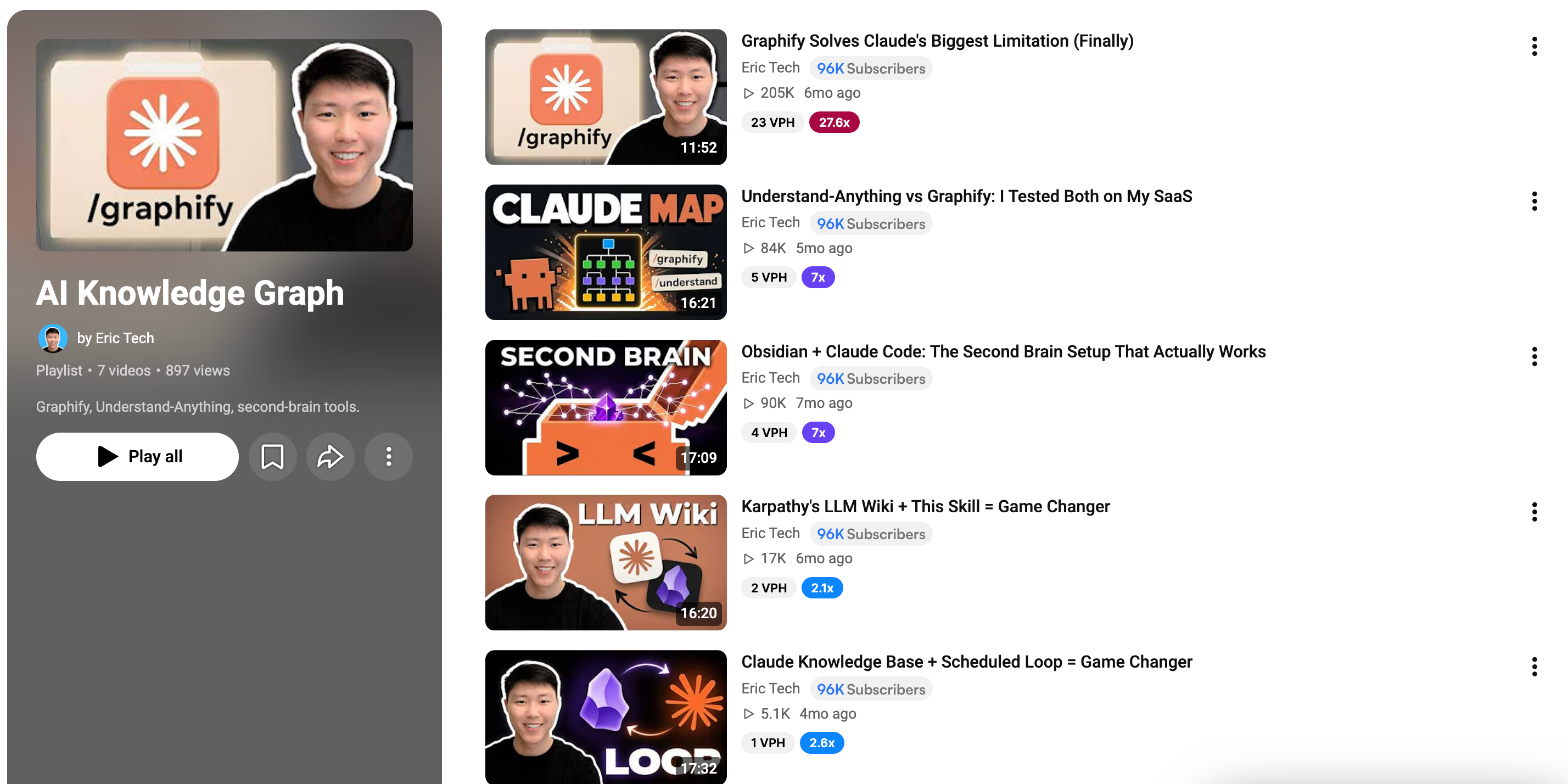 /graphify
AI Knowledge Graph
by Eric Tech
Playlist • 7 videos • 897 views
Graphify, Understand-Anything, second-brain tools.
Play all
/graphify
11:52
Graphify Solves Claude's Biggest Limitation (Finally)
Eric Tech 96K Subscribers
205K 6mo ago
23 VPH 27.6x
CLAUDE MAP
/graphify
/understand
16:21
Understand-Anything vs Graphify: I Tested Both on My SaaS
Eric Tech 96K Subscribers
84K 5mo ago
5 VPH 7x
SECOND BRAIN
17:09
Obsidian + Claude Code: The Second Brain Setup That Actually Works
Eric Tech 96K Subscribers
90K 7mo ago
4 VPH 7x
LLM Wiki
16:20
Karpathy's LLM Wiki + This Skill = Game Changer
Eric Tech 96K Subscribers
17K 6mo ago
2 VPH 2.1x
LOOP
17:32
Claude Knowledge Base + Scheduled Loop = Game Changer
Eric Tech 96K Subscribers
5.1K 4mo ago
1 VPH 2.6x